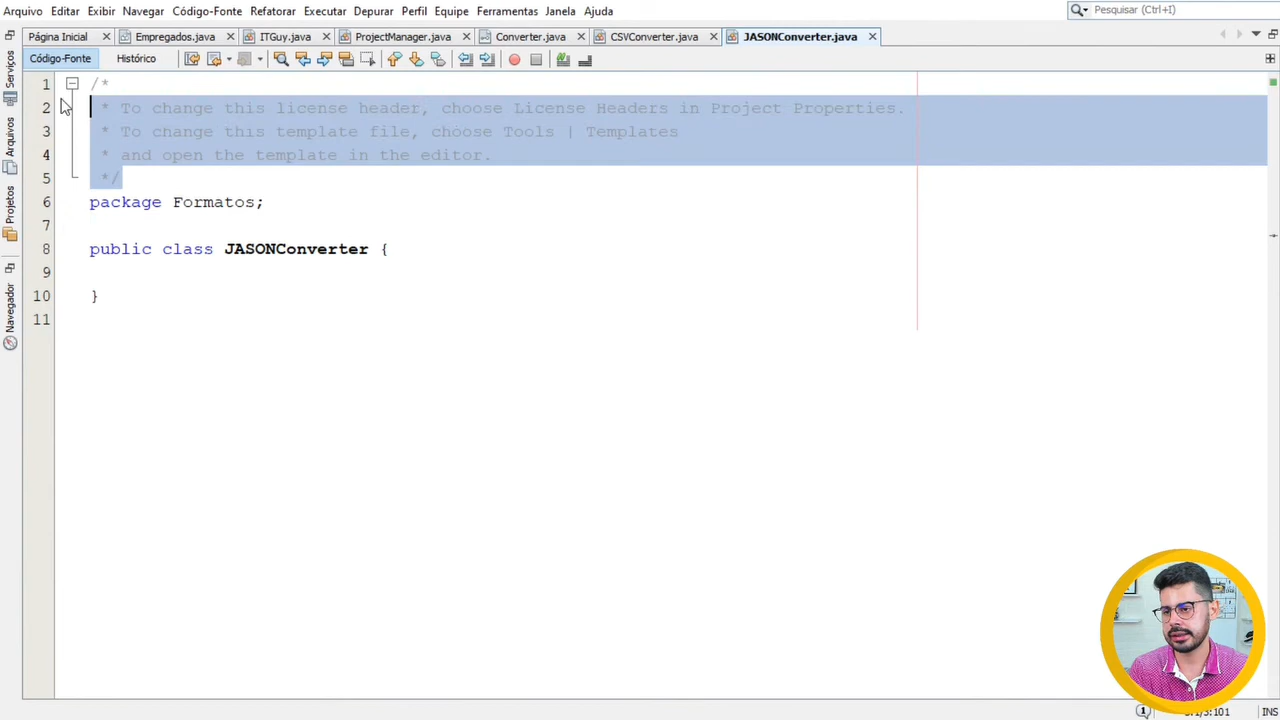 Arquivo Editar Exibir Navegar Código-Fonte Refatorar Executar Depurar Perfil Equipe Ferramentas Janela Ajuda
Pesquisar (Ctrl+I)
Página Inicial Empregados.java ITGuy.java ProjectManager.java Converter.java CSVConverter.java JASONConverter.java
Código-Fonte Histórico
Serviços
Arquivos
Projetos
Navegador
1 /*
2 * To change this license header, choose License Headers in Project Properties.
3 * To change this template file, choose Tools | Templates
4 * and open the template in the editor.
5 */
6 package Formatos;
7
8 public class JASONConverter {
9
10 }
11
INS